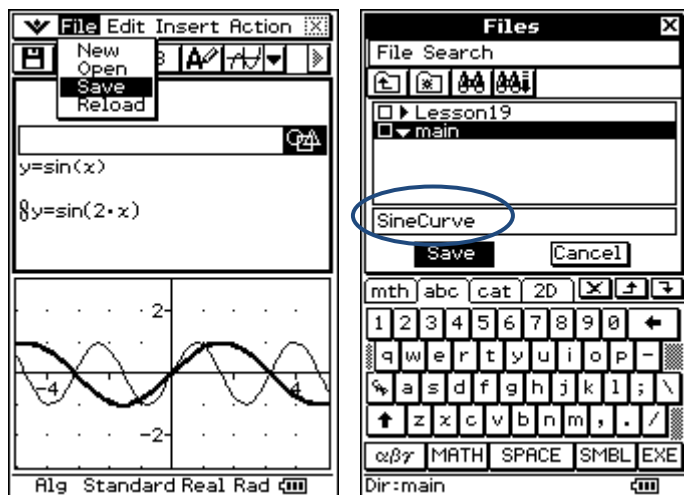 File Edit Insert Action
New
Open
Save
Reload
y=sin(x)
y=sin(2·x)
2
-4
4
-2
Alg Standard Real Rad
Files
File Search
Lesson19
main
SineCurve
Save Cancel
mth abc cat 2D
1 2 3 4 5 6 7 8 9 0
q w e r t y u i o p -
a s d f g h j k l ; \
z x c v b n m , . /
αβγ MATH SPACE SMBL EXE
Dir:main